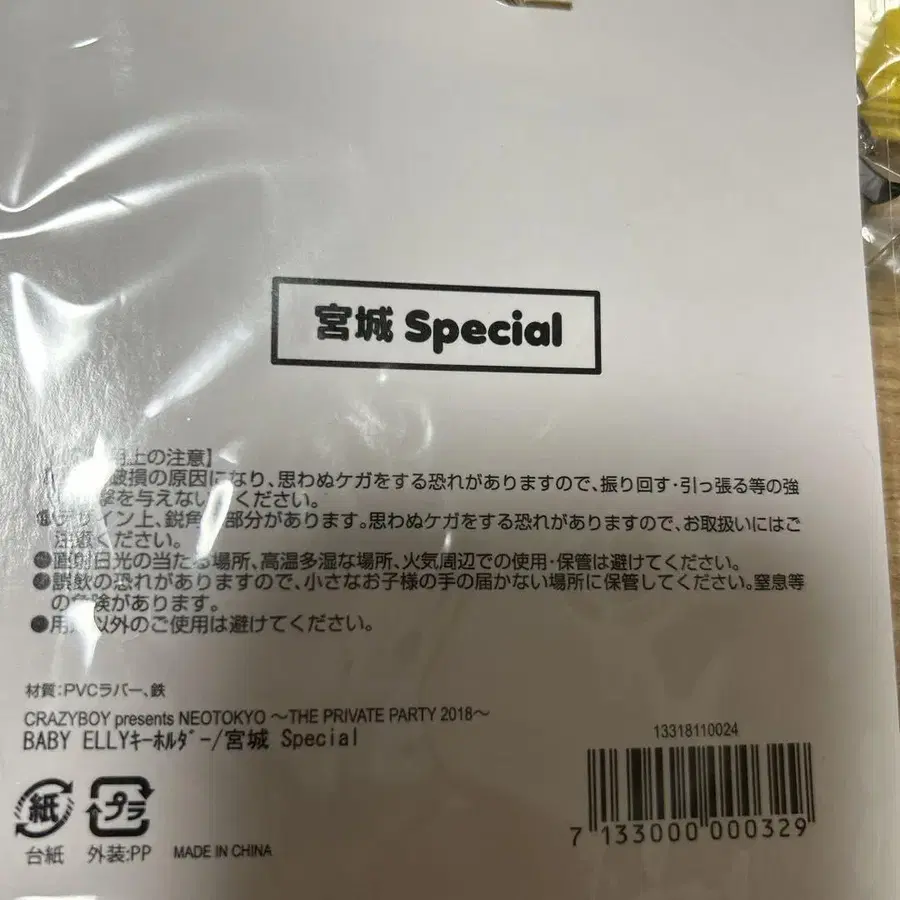 宮城 Special
用上の注意】
破損の原因になり、思わぬケガをする恐れがありますので、振り回す・引っ張る等の強
撃を与えない ください。
デザイン上、鋭角 部分があります。思わぬケガをする恐れがありますので、お取扱いにはご
注意ください。
●直射日光の当たる場所、高温多湿な場所、火気周辺での使用・保管は避けてください。
●誤飲の恐れがありますので、小さなお子様の手の届かない場所に保管してください。窒息等
の危険があります。
●用 以外のご使用は避けてください。
材質:PVCラバー、鉄
CRAZYBOY presents NEOTOKYO ～THE PRIVATE PARTY 2018～
BABY ELLYｷｰﾎﾙﾀﾞｰ/宮城 Special
13318110024
7 133000 000329
紙
プラ
台紙
外装:PP
MADE IN CHINA